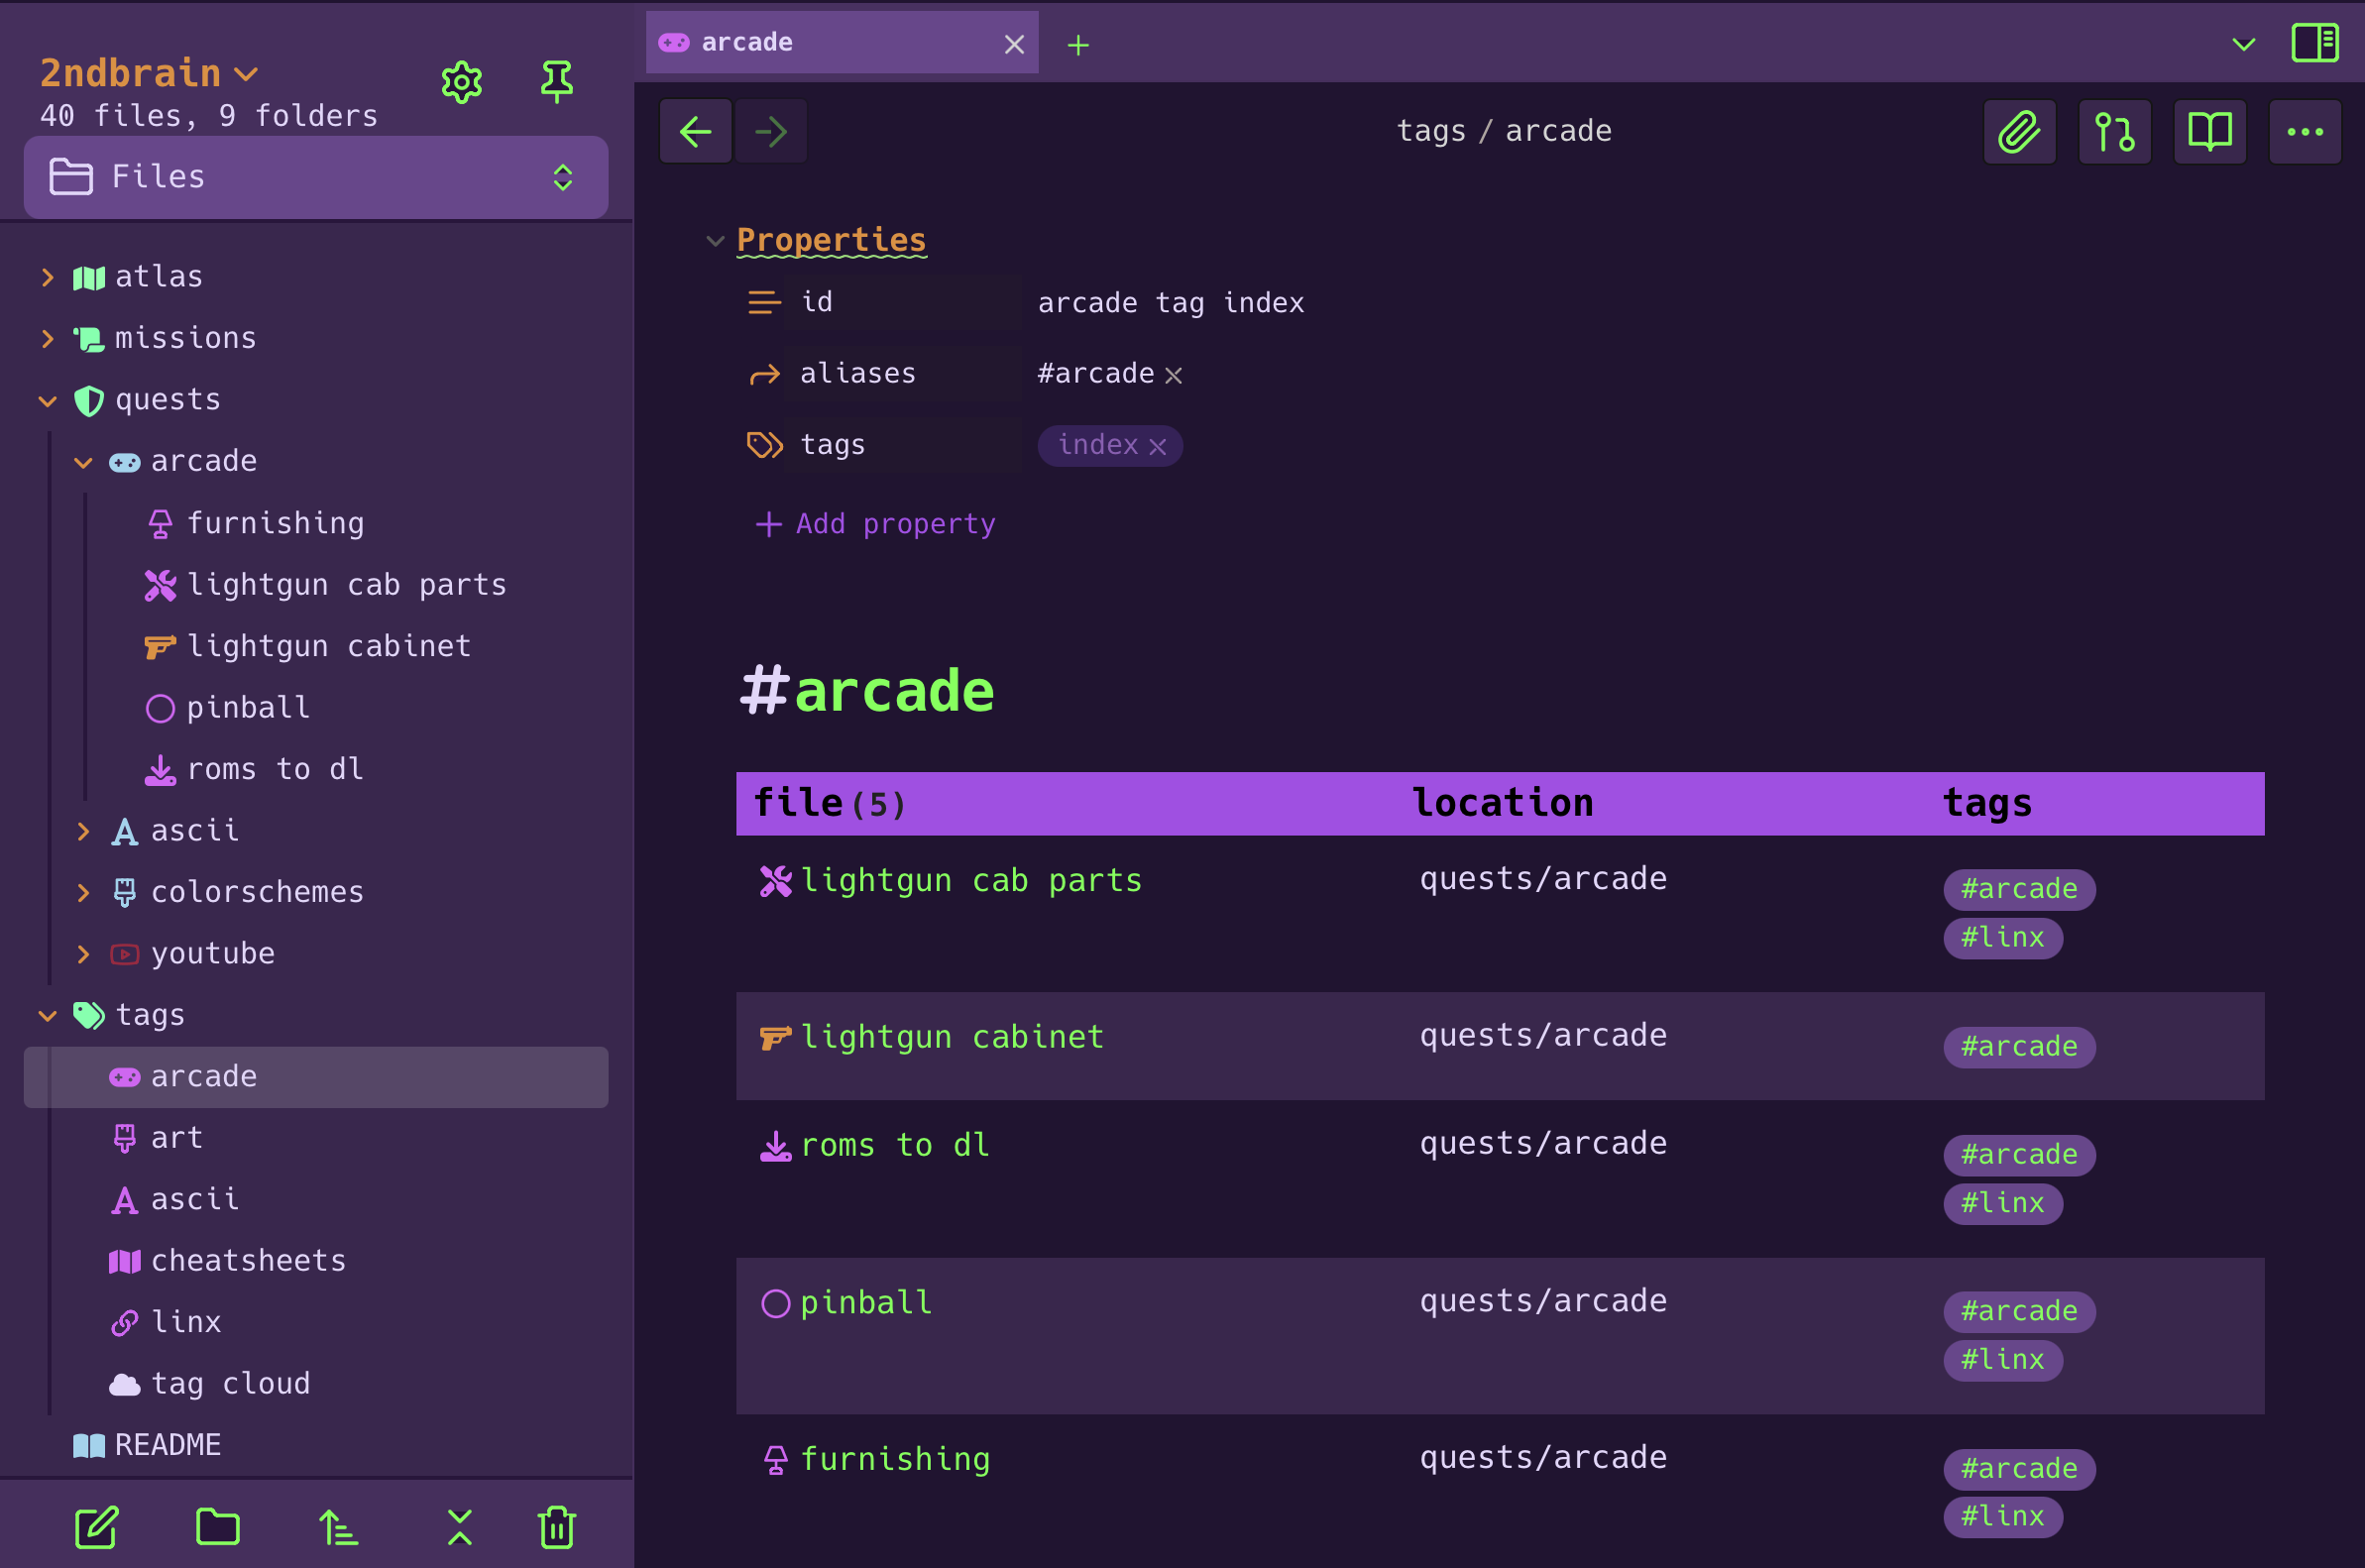 2ndbrain
40 files, 9 folders
Files
atlas
missions
quests
arcade
furnishing
lightgun cab parts
lightgun cabinet
pinball
roms to dl
ascii
colorschemes
youtube
tags
arcade
art
ascii
cheatsheets
linx
tag cloud
README
arcade
tags / arcade
Properties
id arcade tag index
aliases #arcade
tags index
Add property
#arcade
file (5) location tags
lightgun cab parts quests/arcade #arcade
#linx
lightgun cabinet quests/arcade #arcade
roms to dl quests/arcade #arcade
#linx
pinball quests/arcade #arcade
#linx
furnishing quests/arcade #arcade
#linx